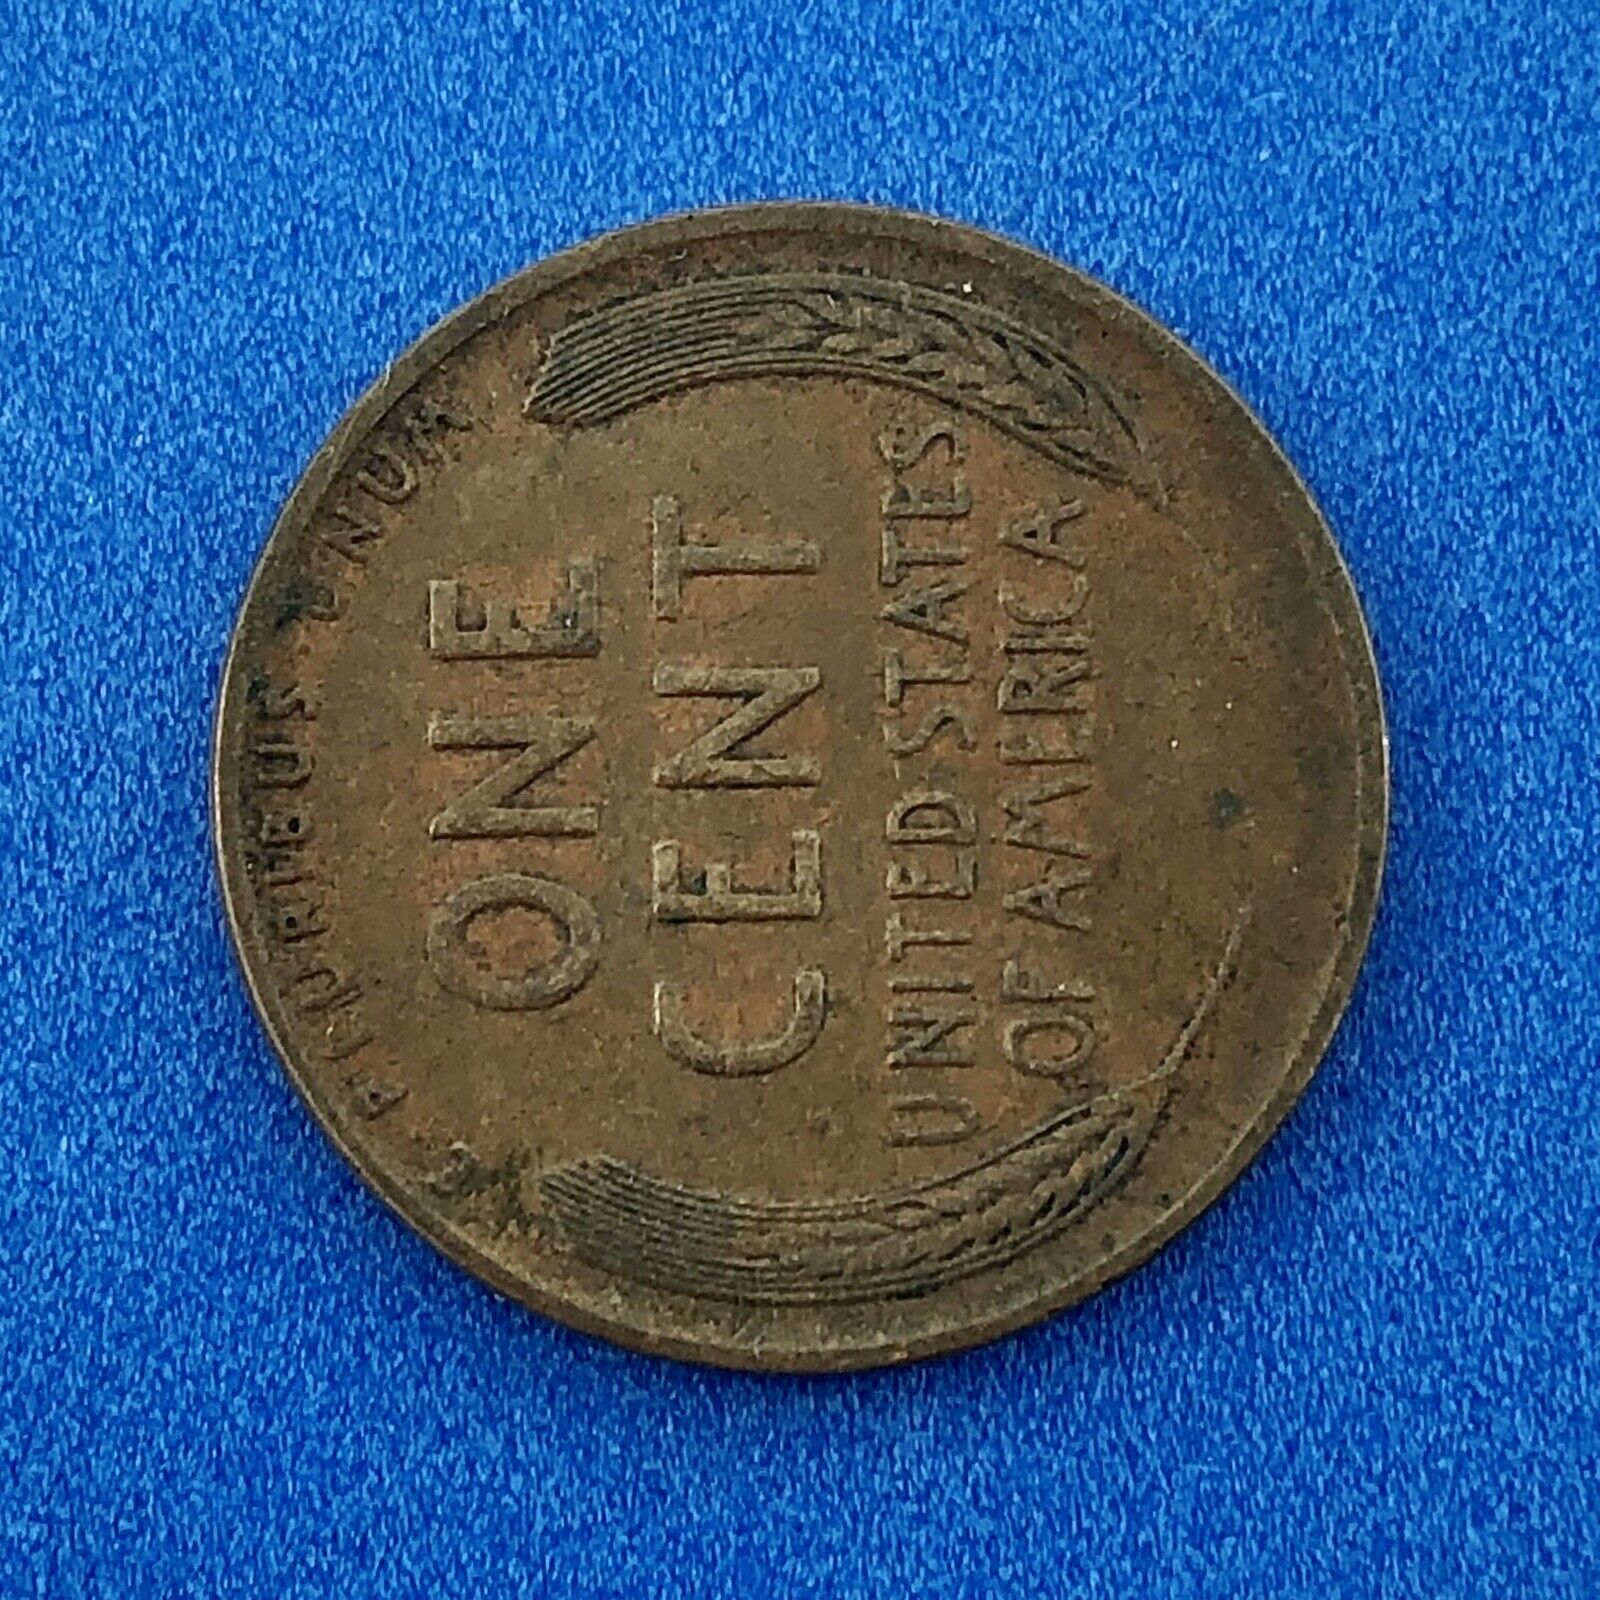 E PLURIBUS UNUM
ONE
CENT
UNITED STATES
OF AMERICA